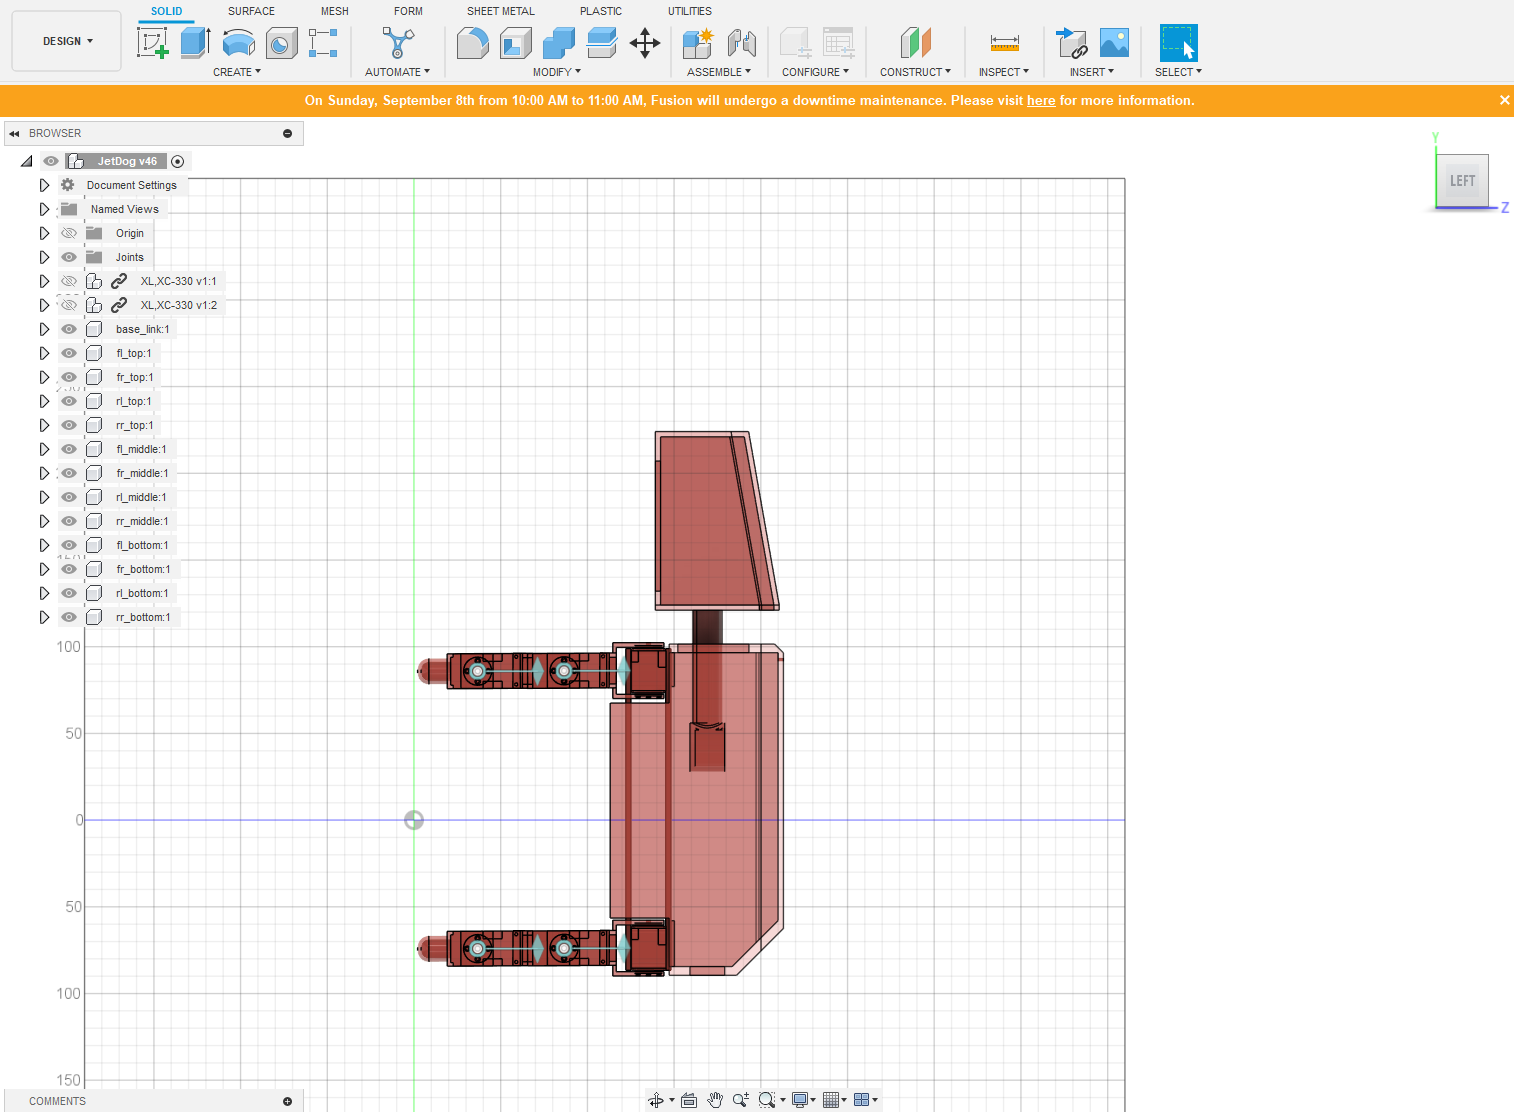 SOLID SURFACE MESH FORM SHEET METAL PLASTIC UTILITIES
DESIGN
CREATE AUTOMATE MODIFY ASSEMBLE CONFIGURE CONSTRUCT INSPECT INSERT SELECT
On Sunday, September 8th from 10:00 AM to 11:00 AM, Fusion will undergo a downtime maintenance. Please visit here for more information.
BROWSER
JetDog v46
Document Settings
Named Views
Origin
Joints
XL,XC-330 v1:1
XL,XC-330 v1:2
base_link:1
fl_top:1
fr_top:1
rl_top:1
rr_top:1
fl_middle:1
fr_middle:1
rl_middle:1
rr_middle:1
fl_bottom:1
fr_bottom:1
rl_bottom:1
rr_bottom:1
100
50
0
50
100
150
Y
LEFT
Z
COMMENTS